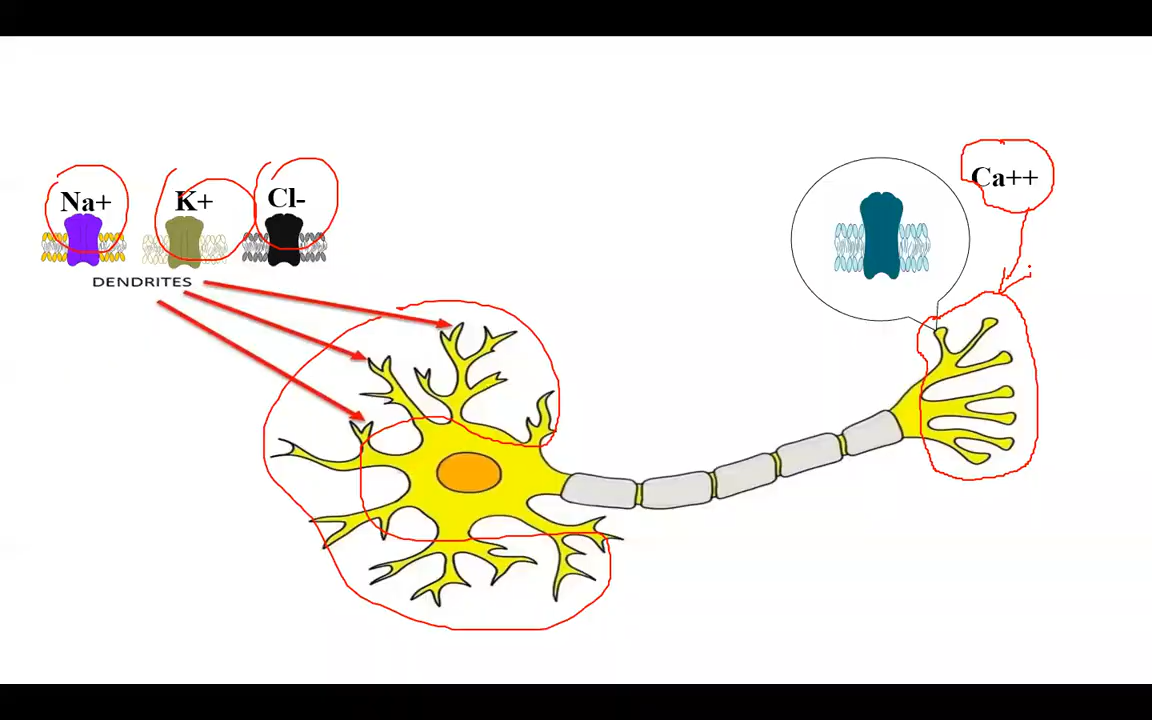 Na+ K+ Cl-
DENDRITES
Ca++